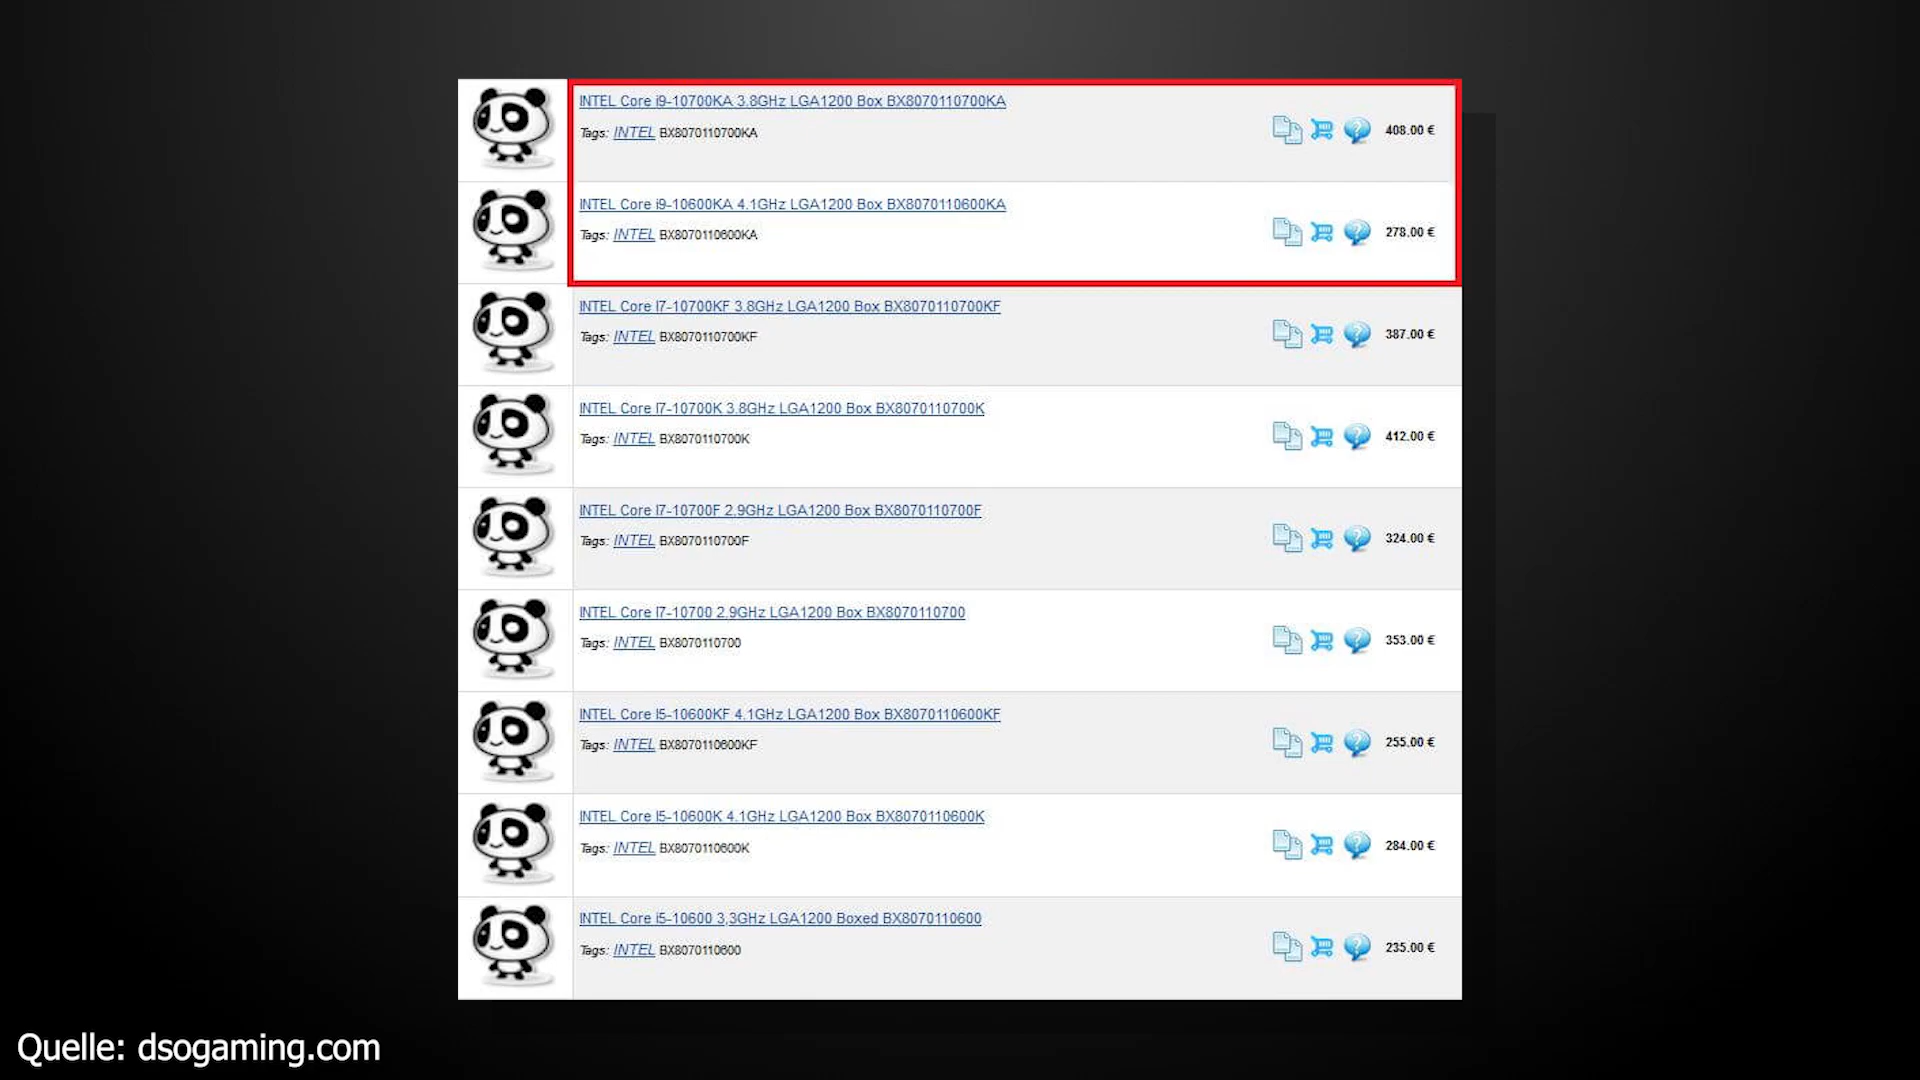 INTEL Core i9-10700KA 3.8GHz LGA1200 Box BX8070110700KA
Tags: INTEL BX8070110700KA
408.00 €
INTEL Core i9-10600KA 4.1GHz LGA1200 Box BX8070110600KA
Tags: INTEL BX8070110600KA
278.00 €
INTEL Core I7-10700KF 3.8GHz LGA1200 Box BX8070110700KF
Tags: INTEL BX8070110700KF
387.00 €
INTEL Core I7-10700K 3.8GHz LGA1200 Box BX8070110700K
Tags: INTEL BX8070110700K
412.00 €
INTEL Core I7-10700F 2.9GHz LGA1200 Box BX8070110700F
Tags: INTEL BX8070110700F
324.00 €
INTEL Core I7-10700 2.9GHz LGA1200 Box BX8070110700
Tags: INTEL BX8070110700
353.00 €
INTEL Core I5-10600KF 4.1GHz LGA1200 Box BX8070110600KF
Tags: INTEL BX8070110600KF
255.00 €
INTEL Core I5-10600K 4.1GHz LGA1200 Box BX8070110600K
Tags: INTEL BX8070110600K
284.00 €
INTEL Core i5-10600 3,3GHz LGA1200 Boxed BX8070110600
Tags: INTEL BX8070110600
235.00 €
Quelle: dsogaming.com